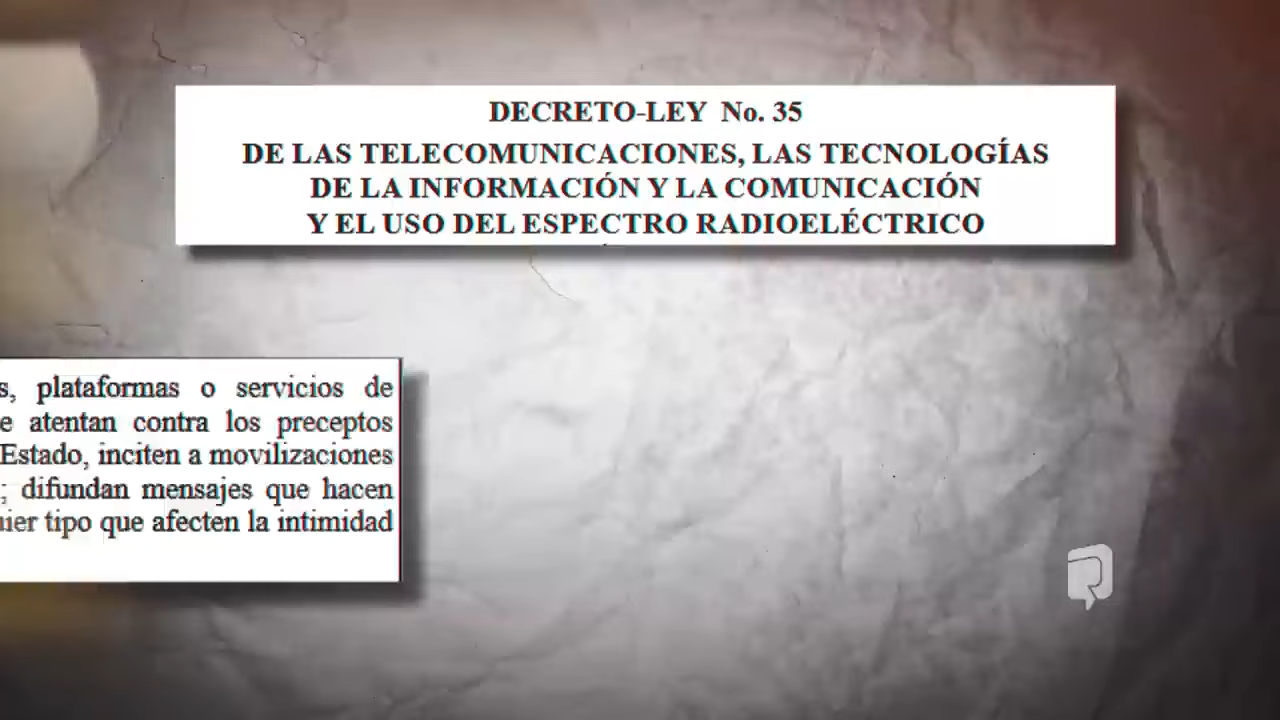 DECRETO-LEY No. 35
DE LAS TELECOMUNICACIONES, LAS TECNOLOGÍAS
DE LA INFORMACIÓN Y LA COMUNICACIÓN
Y EL USO DEL ESPECTRO RADIOELÉCTRICO
plataformas o servicios de
atentan contra los preceptos
Estado, inciten a movilizaciones
; difundan mensajes que hacen
tipo que afecten la intimidad